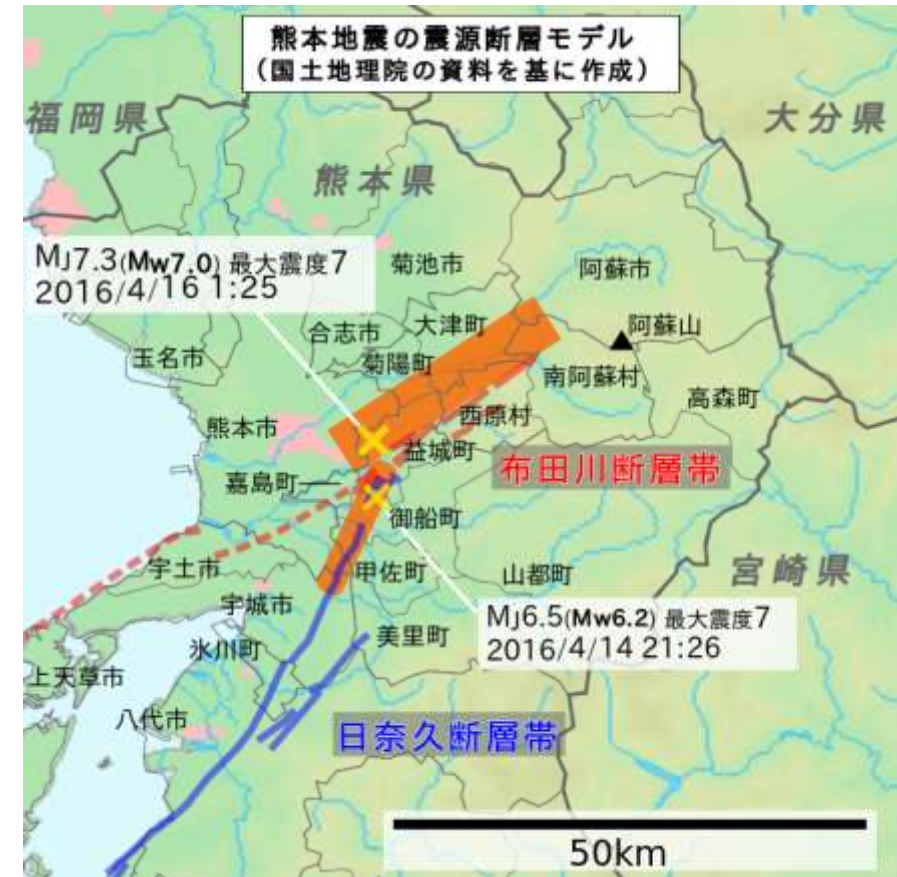 熊本地震の震源断層モデル
（国土地理院の資料を基に作成）
福岡県
大分県
熊本県
MJ7.3(Mw7.0) 最大震度7
2016/4/16 1:25
菊池市
阿蘇市
合志市
大津町
阿蘇山
玉名市
菊陽町
南阿蘇村
高森町
熊本市
西原村
益城町
布田川断層帯
嘉島町
御船町
宇土市
甲佐町
山都町
宮崎県
宇城市
MJ6.5(Mw6.2) 最大震度7
2016/4/14 21:26
氷川町
美里町
上天草市
八代市
日奈久断層帯
50km